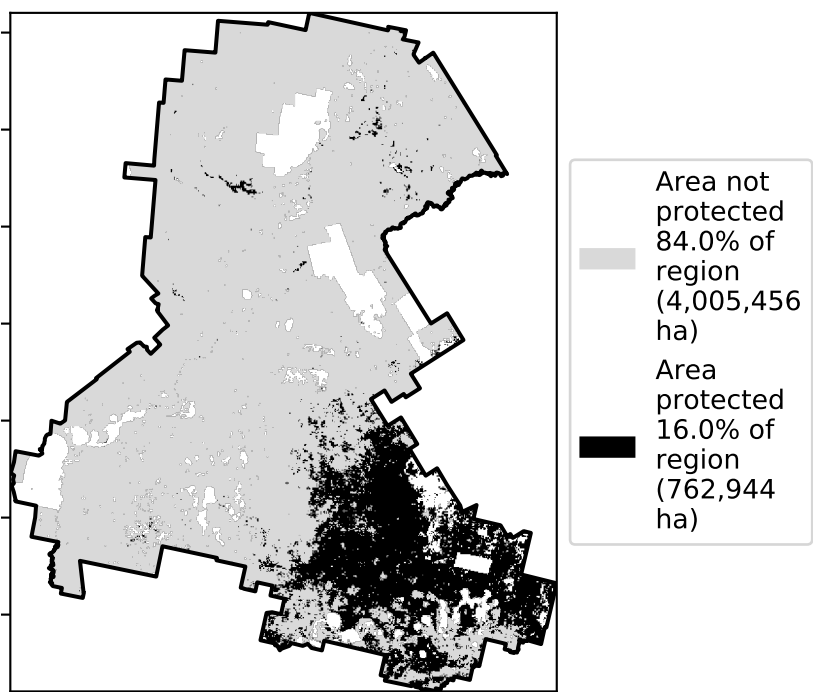 Area not
protected
84.0% of
region
(4,005,456
ha)
Area
protected
16.0% of
region
(762,944
ha)